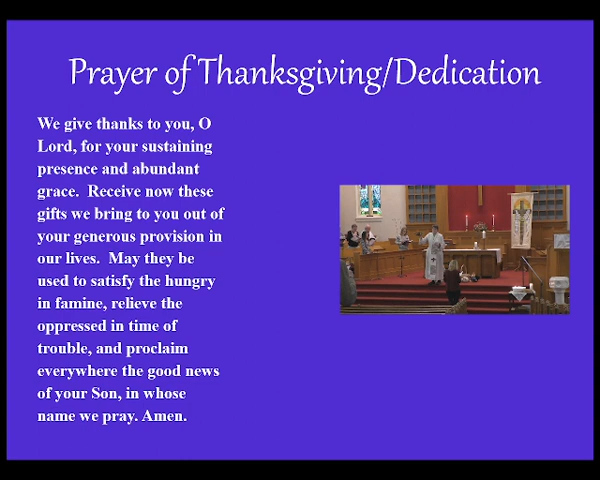 Prayer of Thanksgiving/Dedication
We give thanks to you, O
Lord, for your sustaining
presence and abundant
grace.  Receive now these
gifts we bring to you out of
your generous provision in
our lives.  May they be
used to satisfy the hungry
in famine, relieve the
oppressed in time of
trouble, and proclaim
everywhere the good news
of your Son, in whose
name we pray. Amen.